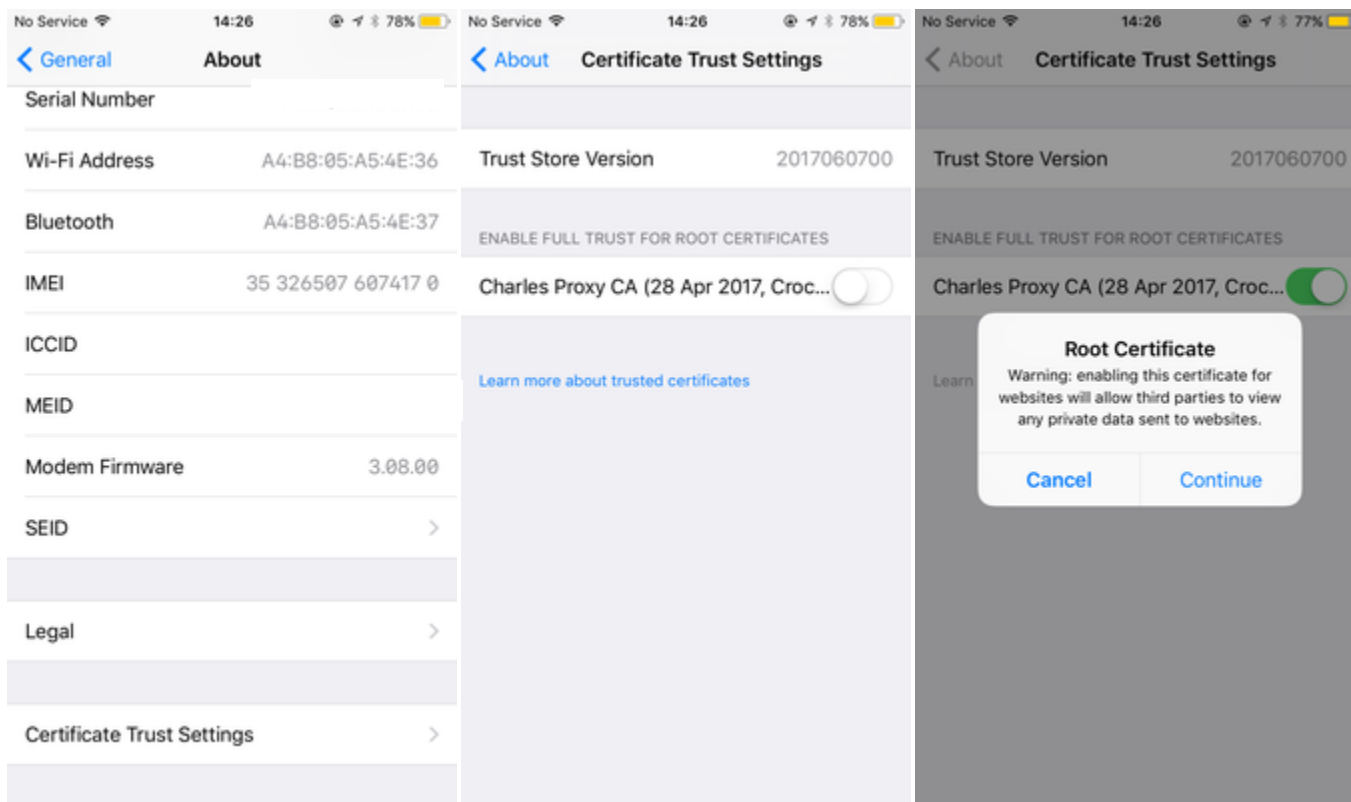 No Service 14:26 78%
General About
Serial Number
Wi-Fi Address A4:B8:05:A5:4E:36
Bluetooth A4:B8:05:A5:4E:37
IMEI 35 326507 607417 0
ICCID
MEID
Modem Firmware 3.08.00
SEID
Legal
Certificate Trust Settings
No Service 14:26 78%
About Certificate Trust Settings
Trust Store Version 2017060700
ENABLE FULL TRUST FOR ROOT CERTIFICATES
Charles Proxy CA (28 Apr 2017, Croc...
Learn more about trusted certificates
No Service 14:26 77%
About Certificate Trust Settings
Trust Store Version 2017060700
ENABLE FULL TRUST FOR ROOT CERTIFICATES
Charles Proxy CA (28 Apr 2017, Croc...
Learn
Root Certificate
Warning: enabling this certificate for
websites will allow third parties to view
any private data sent to websites.
Cancel Continue